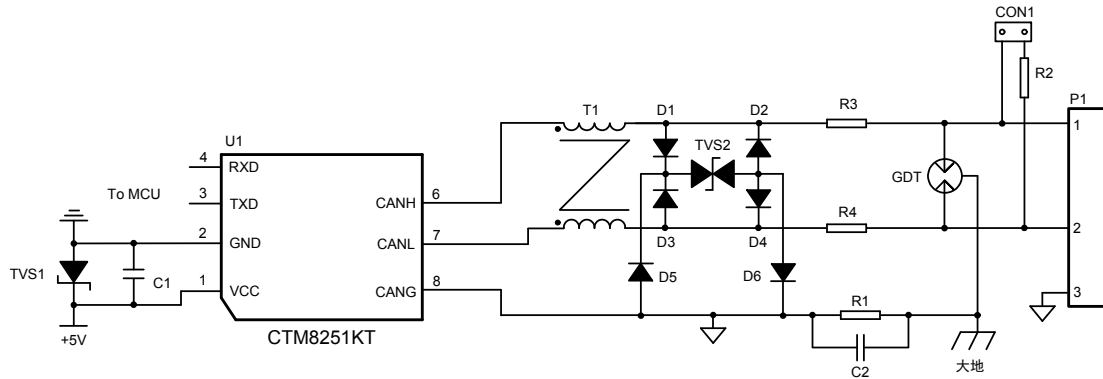 CON1
R2
P1
T1
D1
D2
R3
1
U1
TVS2
4
RXD
GDT
To MCU
3
TXD
CANH
6
2
GND
CANL
7
R4
2
D3
D4
TVS1
C1
1
VCC
CANG
8
D5
D6
R1
3
+5V
CTM8251KT
C2
大地